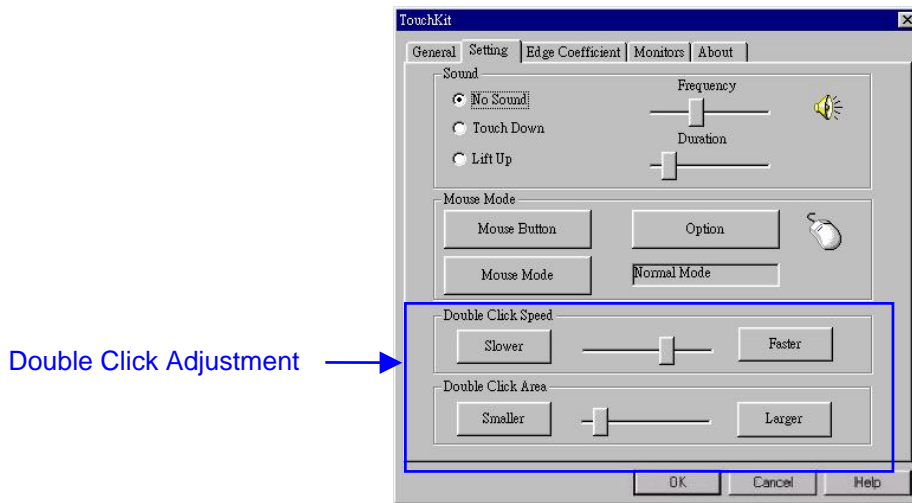 TouchKit
General Setting Edge Coefficient Monitors About
Sound
No Sound
Frequency
Touch Down
Duration
Lift Up
Mouse Mode
Mouse Button Option
Mouse Mode Normal Mode
Double Click Speed
Slower Faster
Double Click Adjustment
Double Click Area
Smaller Larger
OK Cancel Help